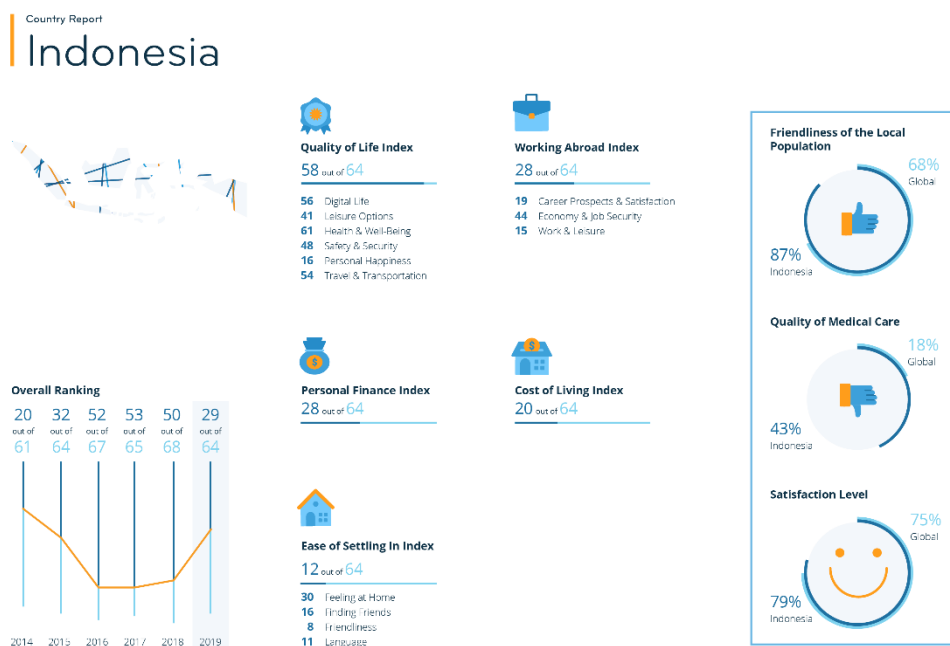 Country Report
Indonesia
Quality of Life Index
58 out of 64
56 Digital Life
41 Leisure Options
61 Health & Well-Being
48 Safety & Security
16 Personal Happiness
54 Travel & Transportation
Working Abroad Index
28 out of 64
19 Career Prospects & Satisfaction
44 Economy & Job Security
15 Work & Leisure
Personal Finance Index
28 out of 64
Cost of Living Index
20 out of 64
Ease of Settling In Index
12 out of 64
30 Feeling at Home
16 Finding Friends
8 Friendliness
11 Language
Overall Ranking
20 32 52 53 50 29
out of out of out of out of out of out of
61 64 67 65 68 64
2014 2015 2016 2017 2018 2019
Friendliness of the Local
Population
68%
Global
87%
Indonesia
Quality of Medical Care
18%
Global
43%
Indonesia
Satisfaction Level
75%
Global
79%
Indonesia